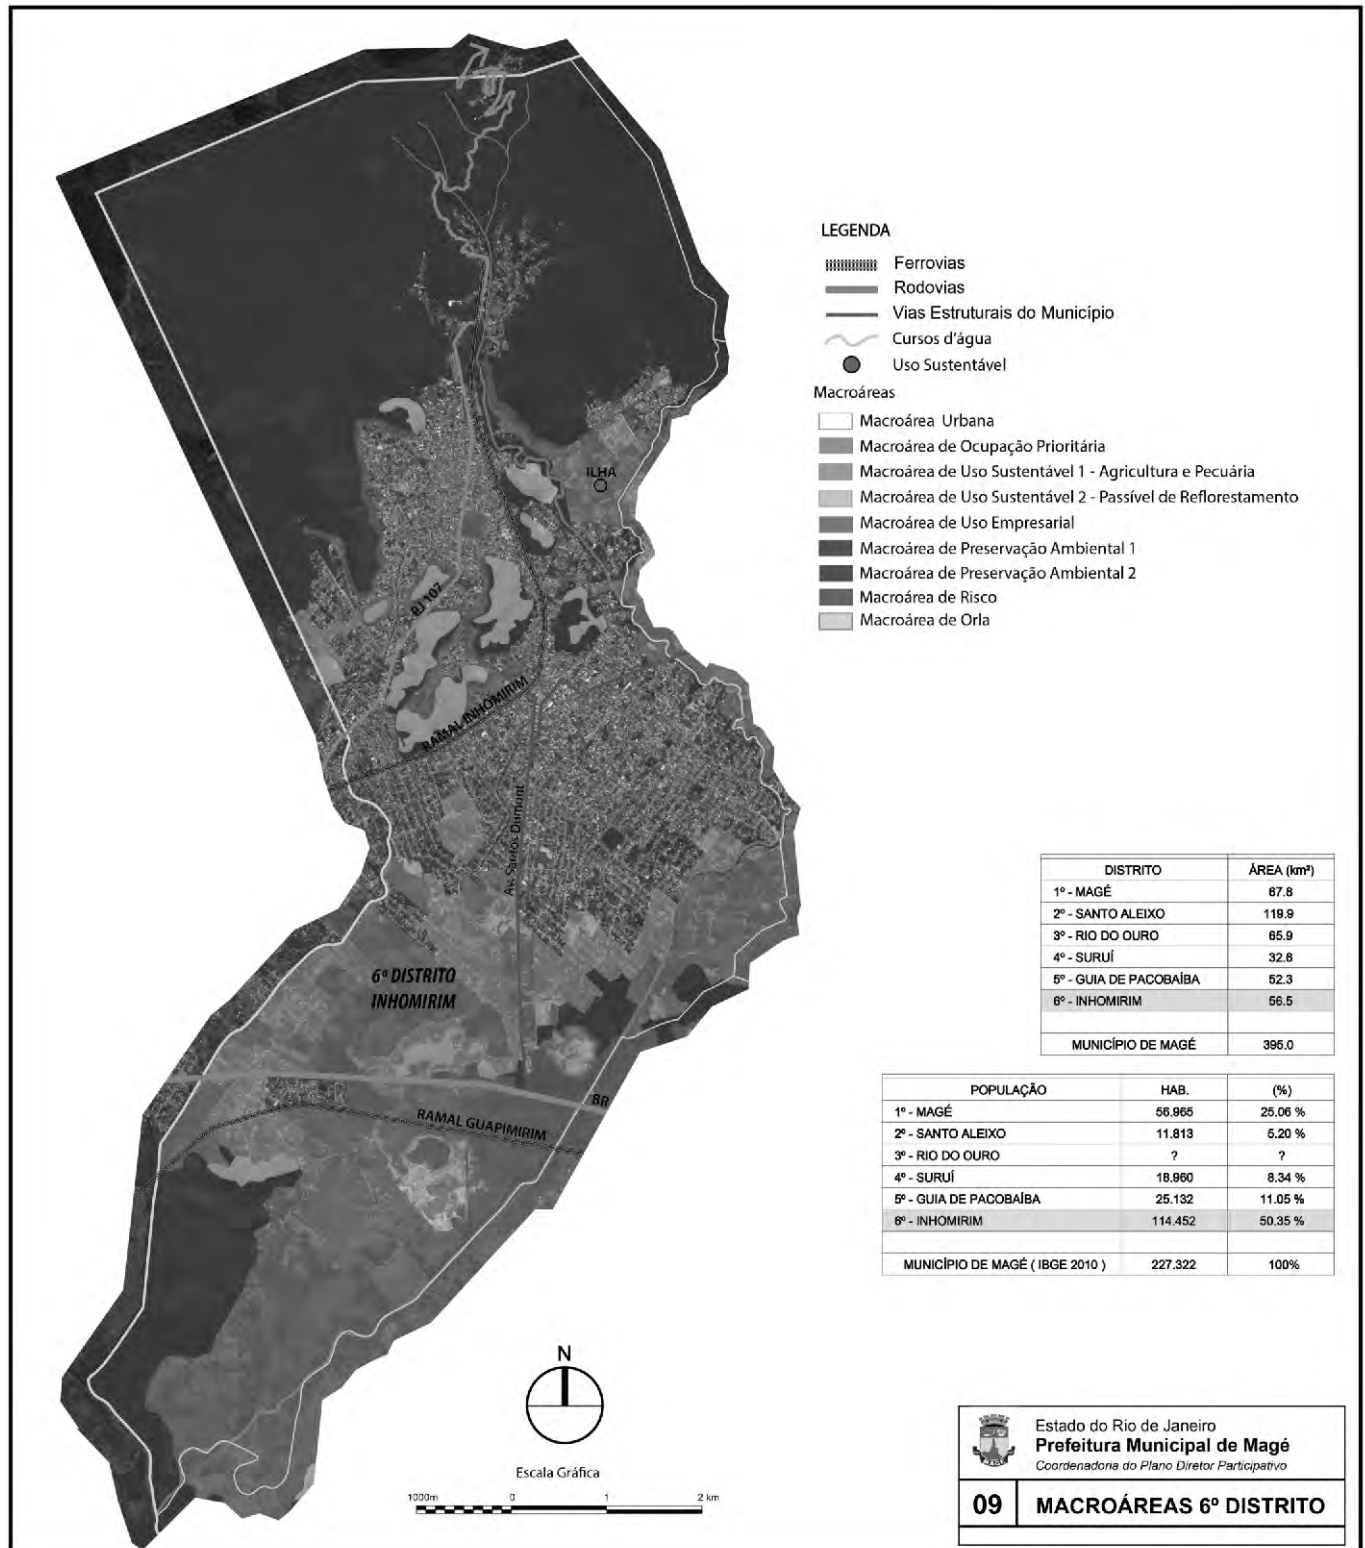 LEGENDA
Ferrovias
Rodovias
Vias Estruturais do Município
Cursos d'água
Uso Sustentável
Macroáreas
Macroárea Urbana
Macroárea de Ocupação Prioritária
Macroárea de Uso Sustentável 1 - Agricultura e Pecuária
Macroárea de Uso Sustentável 2 - Passível de Reflorestamento
Macroárea de Uso Empresarial
Macroárea de Preservação Ambiental 1
Macroárea de Preservação Ambiental 2
Macroárea de Risco
Macroárea de Orla
ILHA
RJ 107
RAMAL INHOMIRIM
Av. Santos Dumont
6º DISTRITO
INHOMIRIM
BR
RAMAL GUAPIMIRIM
DISTRITO ÁREA (km²)
1º - MAGÉ 67.8
2º - SANTO ALEIXO 119.9
3º - RIO DO OURO 65.9
4º - SURUÍ 32.6
5º - GUIA DE PACOBAÍBA 52.3
6º - INHOMIRIM 56.5
MUNICÍPIO DE MAGÉ 395.0
POPULAÇÃO HAB. (%)
1º - MAGÉ 56.965 25.06 %
2º - SANTO ALEIXO 11.813 5.20 %
3º - RIO DO OURO ? ?
4º - SURUÍ 18.960 8.34 %
5º - GUIA DE PACOBAÍBA 25.132 11.05 %
6º - INHOMIRIM 114.452 50.35 %
MUNICÍPIO DE MAGÉ ( IBGE 2010 ) 227.322 100%
N
Escala Gráfica
1000m 0 1 2 km
Estado do Rio de Janeiro
Prefeitura Municipal de Magé
Coordenadoria do Plano Diretor Participativo
09 MACROÁREAS 6º DISTRITO